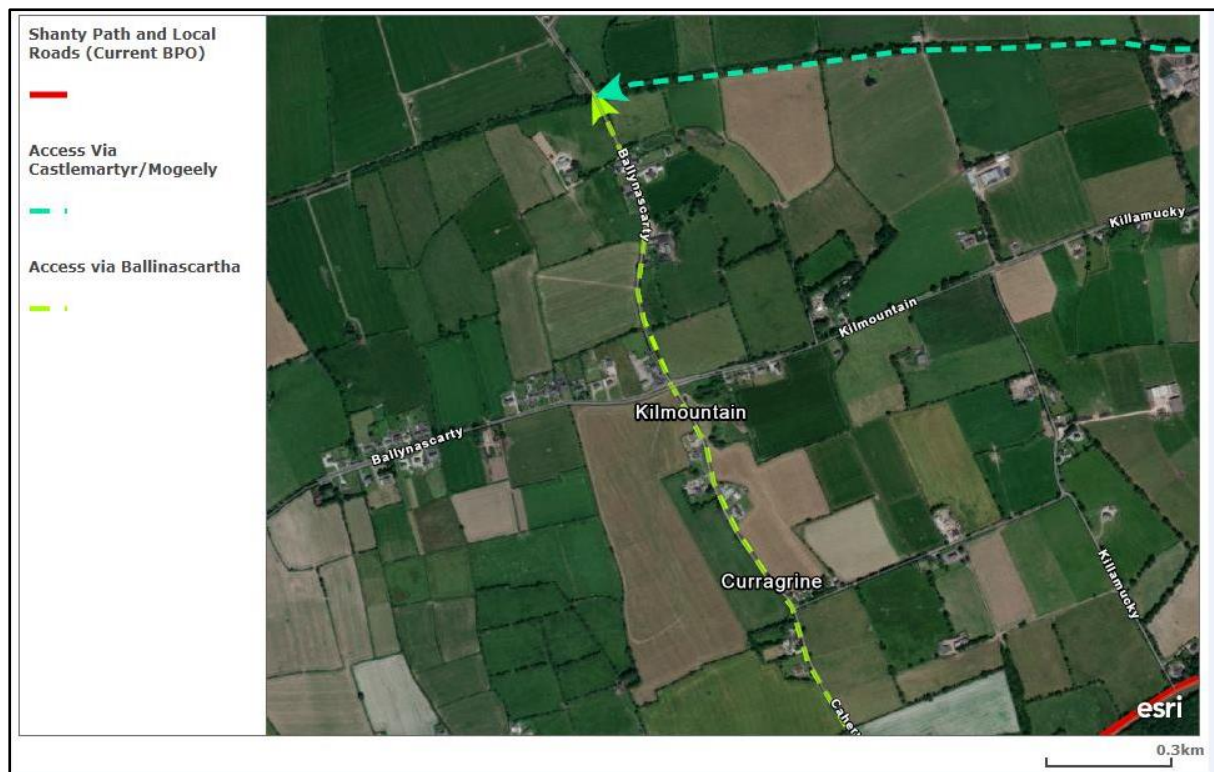 Shanty Path and Local
Roads (Current BPO)
Access Via
Castlemartyr/Mogeely
Access via Ballinascartha
Ballynascarty
Killamucky
Kilmountain
Kilmountain
Ballynascarty
Curragrine
Killamucky
Caher
esri
0.3km